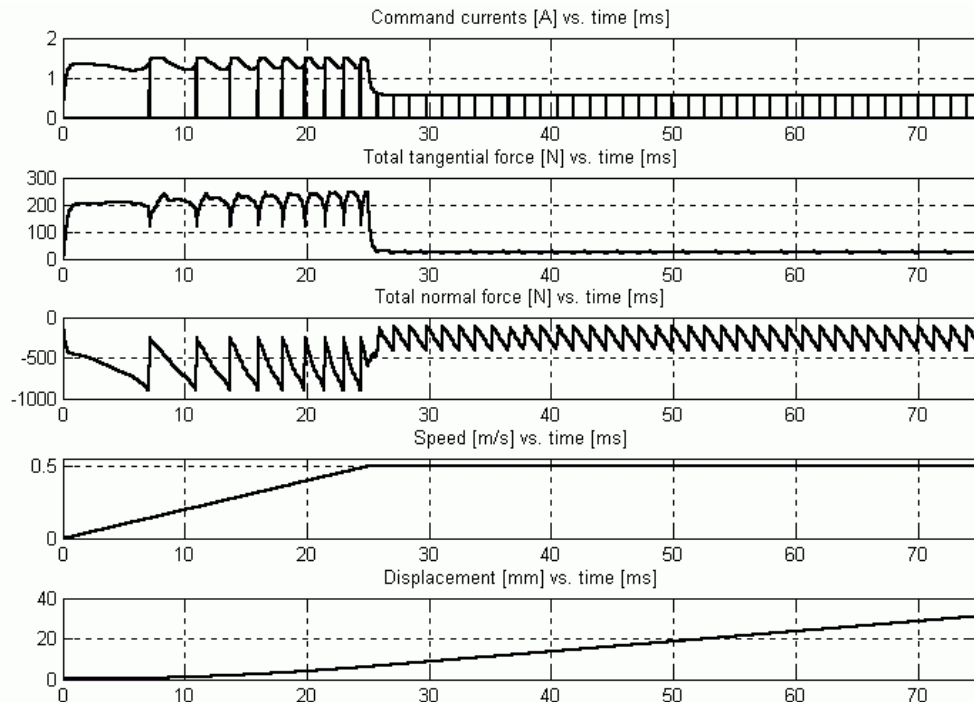 Command currents [A] vs. time [ms]
2
1
0
0 10 20 30 40 50 60 70
Total tangential force [N] vs. time [ms]
300
200
100
0
0 10 20 30 40 50 60 70
Total normal force [N] vs. time [ms]
0
-500
-1000
0 10 20 30 40 50 60 70
Speed [m/s] vs. time [ms]
0.5
0
0 10 20 30 40 50 60 70
Displacement [mm] vs. time [ms]
40
20
0
0 10 20 30 40 50 60 70